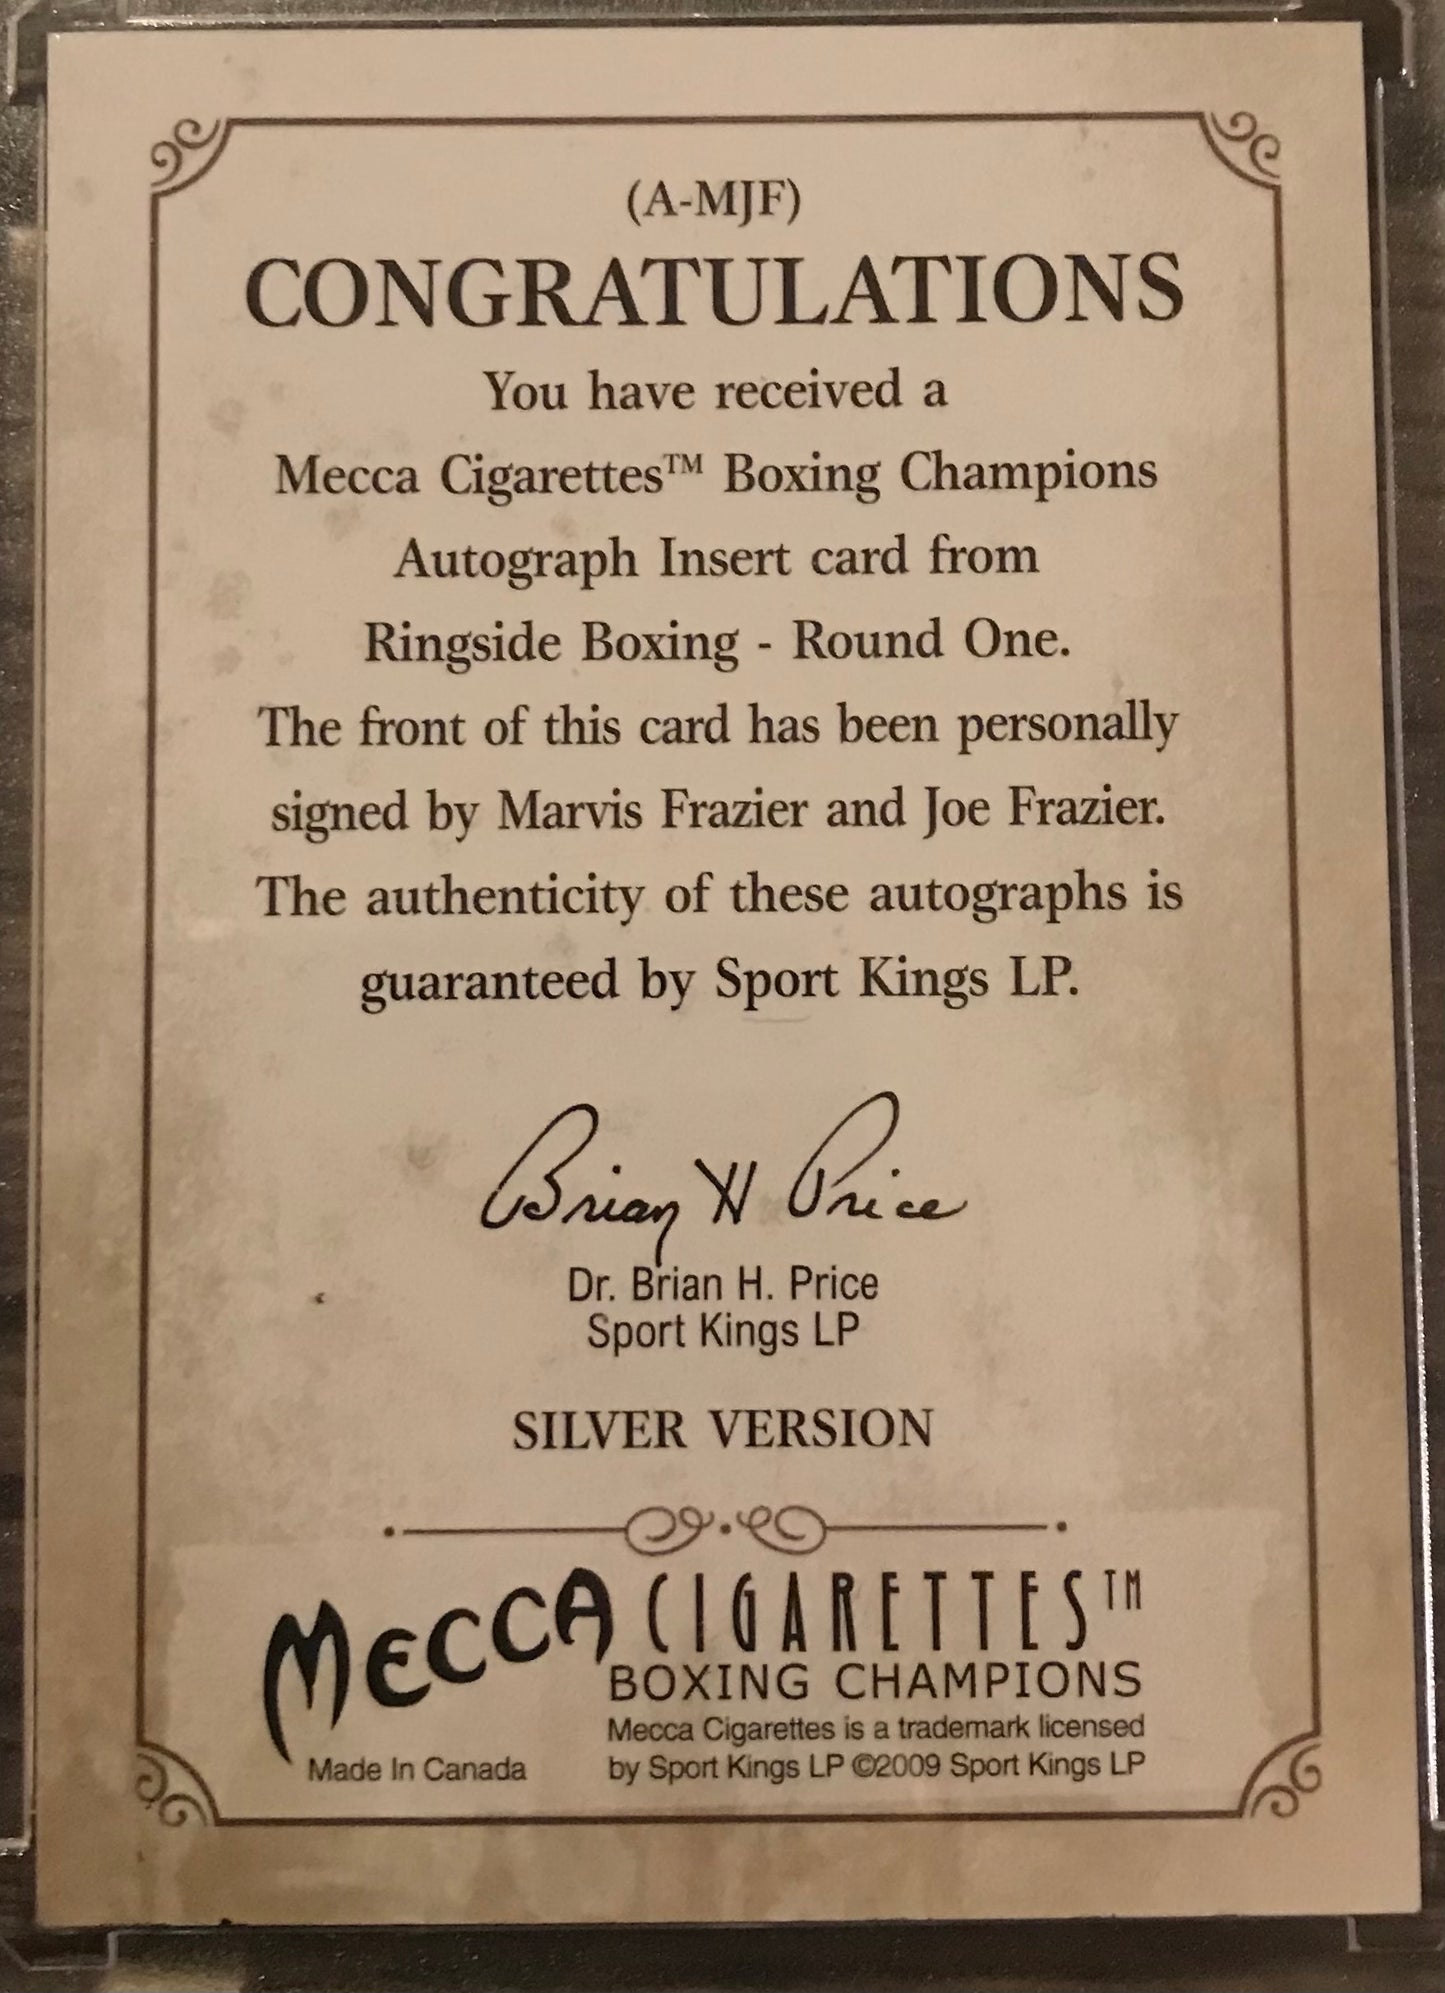 (A-MJF)
CONGRATULATIONS
You have received a
Mecca Cigarettes™ Boxing Champions
Autograph Insert card from
Ringside Boxing - Round One.
The front of this card has been personally
signed by Marvis Frazier and Joe Frazier.
The authenticity of these autographs is
guaranteed by Sport Kings LP.
Brian H Price
Dr. Brian H. Price
Sport Kings LP
SILVER VERSION
MECCA CIGARETTES™
BOXING CHAMPIONS
Mecca Cigarettes is a trademark licensed
Made In Canada by Sport Kings LP ©2009 Sport Kings LP